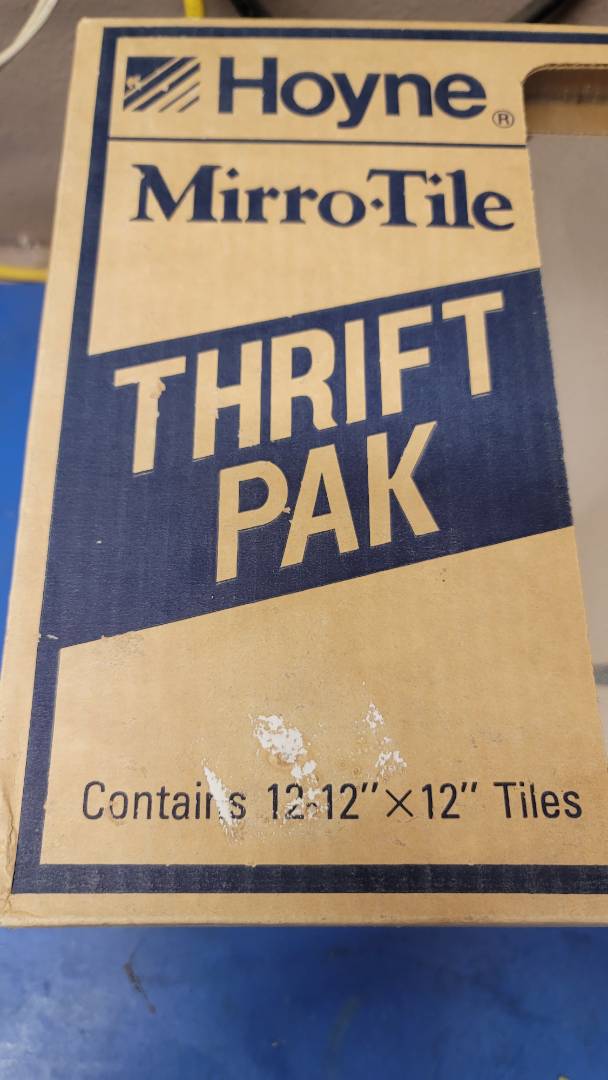 Hoyne®
Mirro·Tile
THRIFT
PAK
Contains 12-12"×12" Tiles